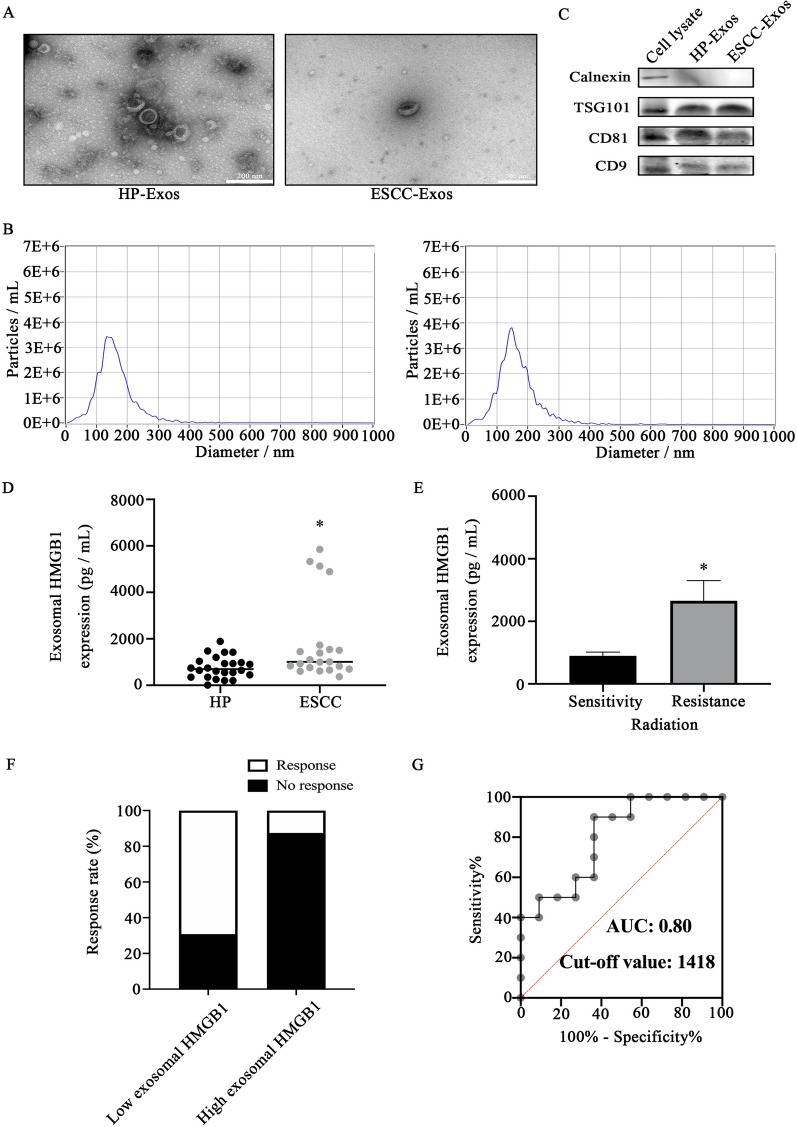 A
200 nm
HP-Exos
ESCC-Exos
C
Cell lysate
HP-Exos
ESCC-Exos
Calnexin
TSG101
CD81
CD9
B
7E+6
6E+6
5E+6
4E+6
3E+6
2E+6
1E+6
0E+0
Particles / mL
0 100 200 300 400 500 600 700 800 900 1000
Diameter / nm
7E+6
6E+6
5E+6
4E+6
3E+6
2E+6
1E+6
0E+0
Particles / mL
0 100 200 300 400 500 600 700 800 900 1000
Diameter / nm
D
Exosomal HMGB1
expression (pg / mL)
8000
6000
4000
2000
0
*
HP
ESCC
E
Exosomal HMGB1
expression (pg / mL)
6000
4000
2000
0
*
Sensitivity
Resistance
Radiation
F
Response
No response
Response rate (%)
100
80
60
40
20
0
Low exosomal HMGB1
High exosomal HMGB1
G
Sensitivity%
100
80
60
40
20
0
AUC: 0.80
Cut-off value: 1418
0 20 40 60 80 100
100% - Specificity%